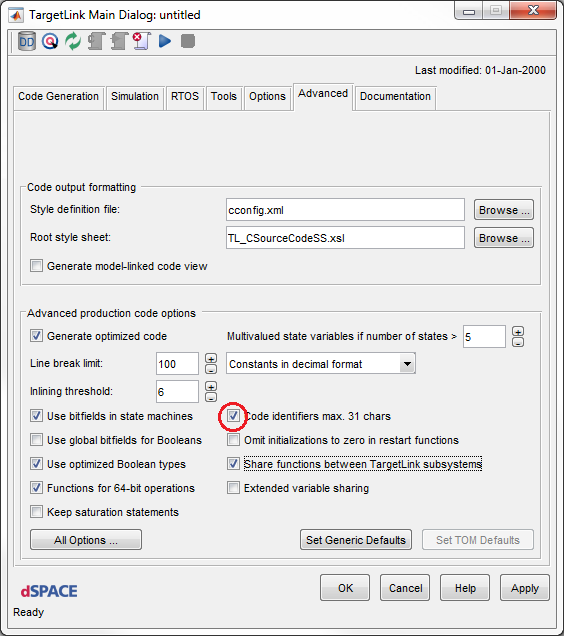 TargetLink Main Dialog: untitled
DD
Last modified: 01-Jan-2000
Code Generation Simulation RTOS Tools Options Advanced Documentation
Code output formatting
Style definition file: cconfig.xml Browse ...
Root style sheet: TL_CSourceCodeSS.xsl Browse ...
Generate model-linked code view
Advanced production code options
Generate optimized code Multivalued state variables if number of states > 5
Line break limit: 100 Constants in decimal format
Inlining threshold: 6
Use bitfields in state machines Code identifiers max. 31 chars
Use global bitfields for Booleans Omit initializations to zero in restart functions
Use optimized Boolean types Share functions between TargetLink subsystems
Functions for 64-bit operations Extended variable sharing
Keep saturation statements
All Options ... Set Generic Defaults Set TOM Defaults
dSPACE OK Cancel Help Apply
Ready